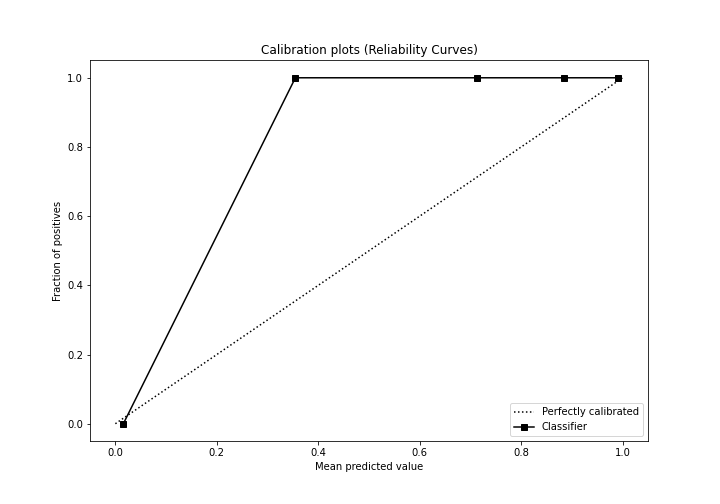 Calibration plots (Reliability Curves)
1.0
0.8
0.6
0.4
0.2
0.0
Fraction of positives
0.0 0.2 0.4 0.6 0.8 1.0
Mean predicted value
Perfectly calibrated
Classifier